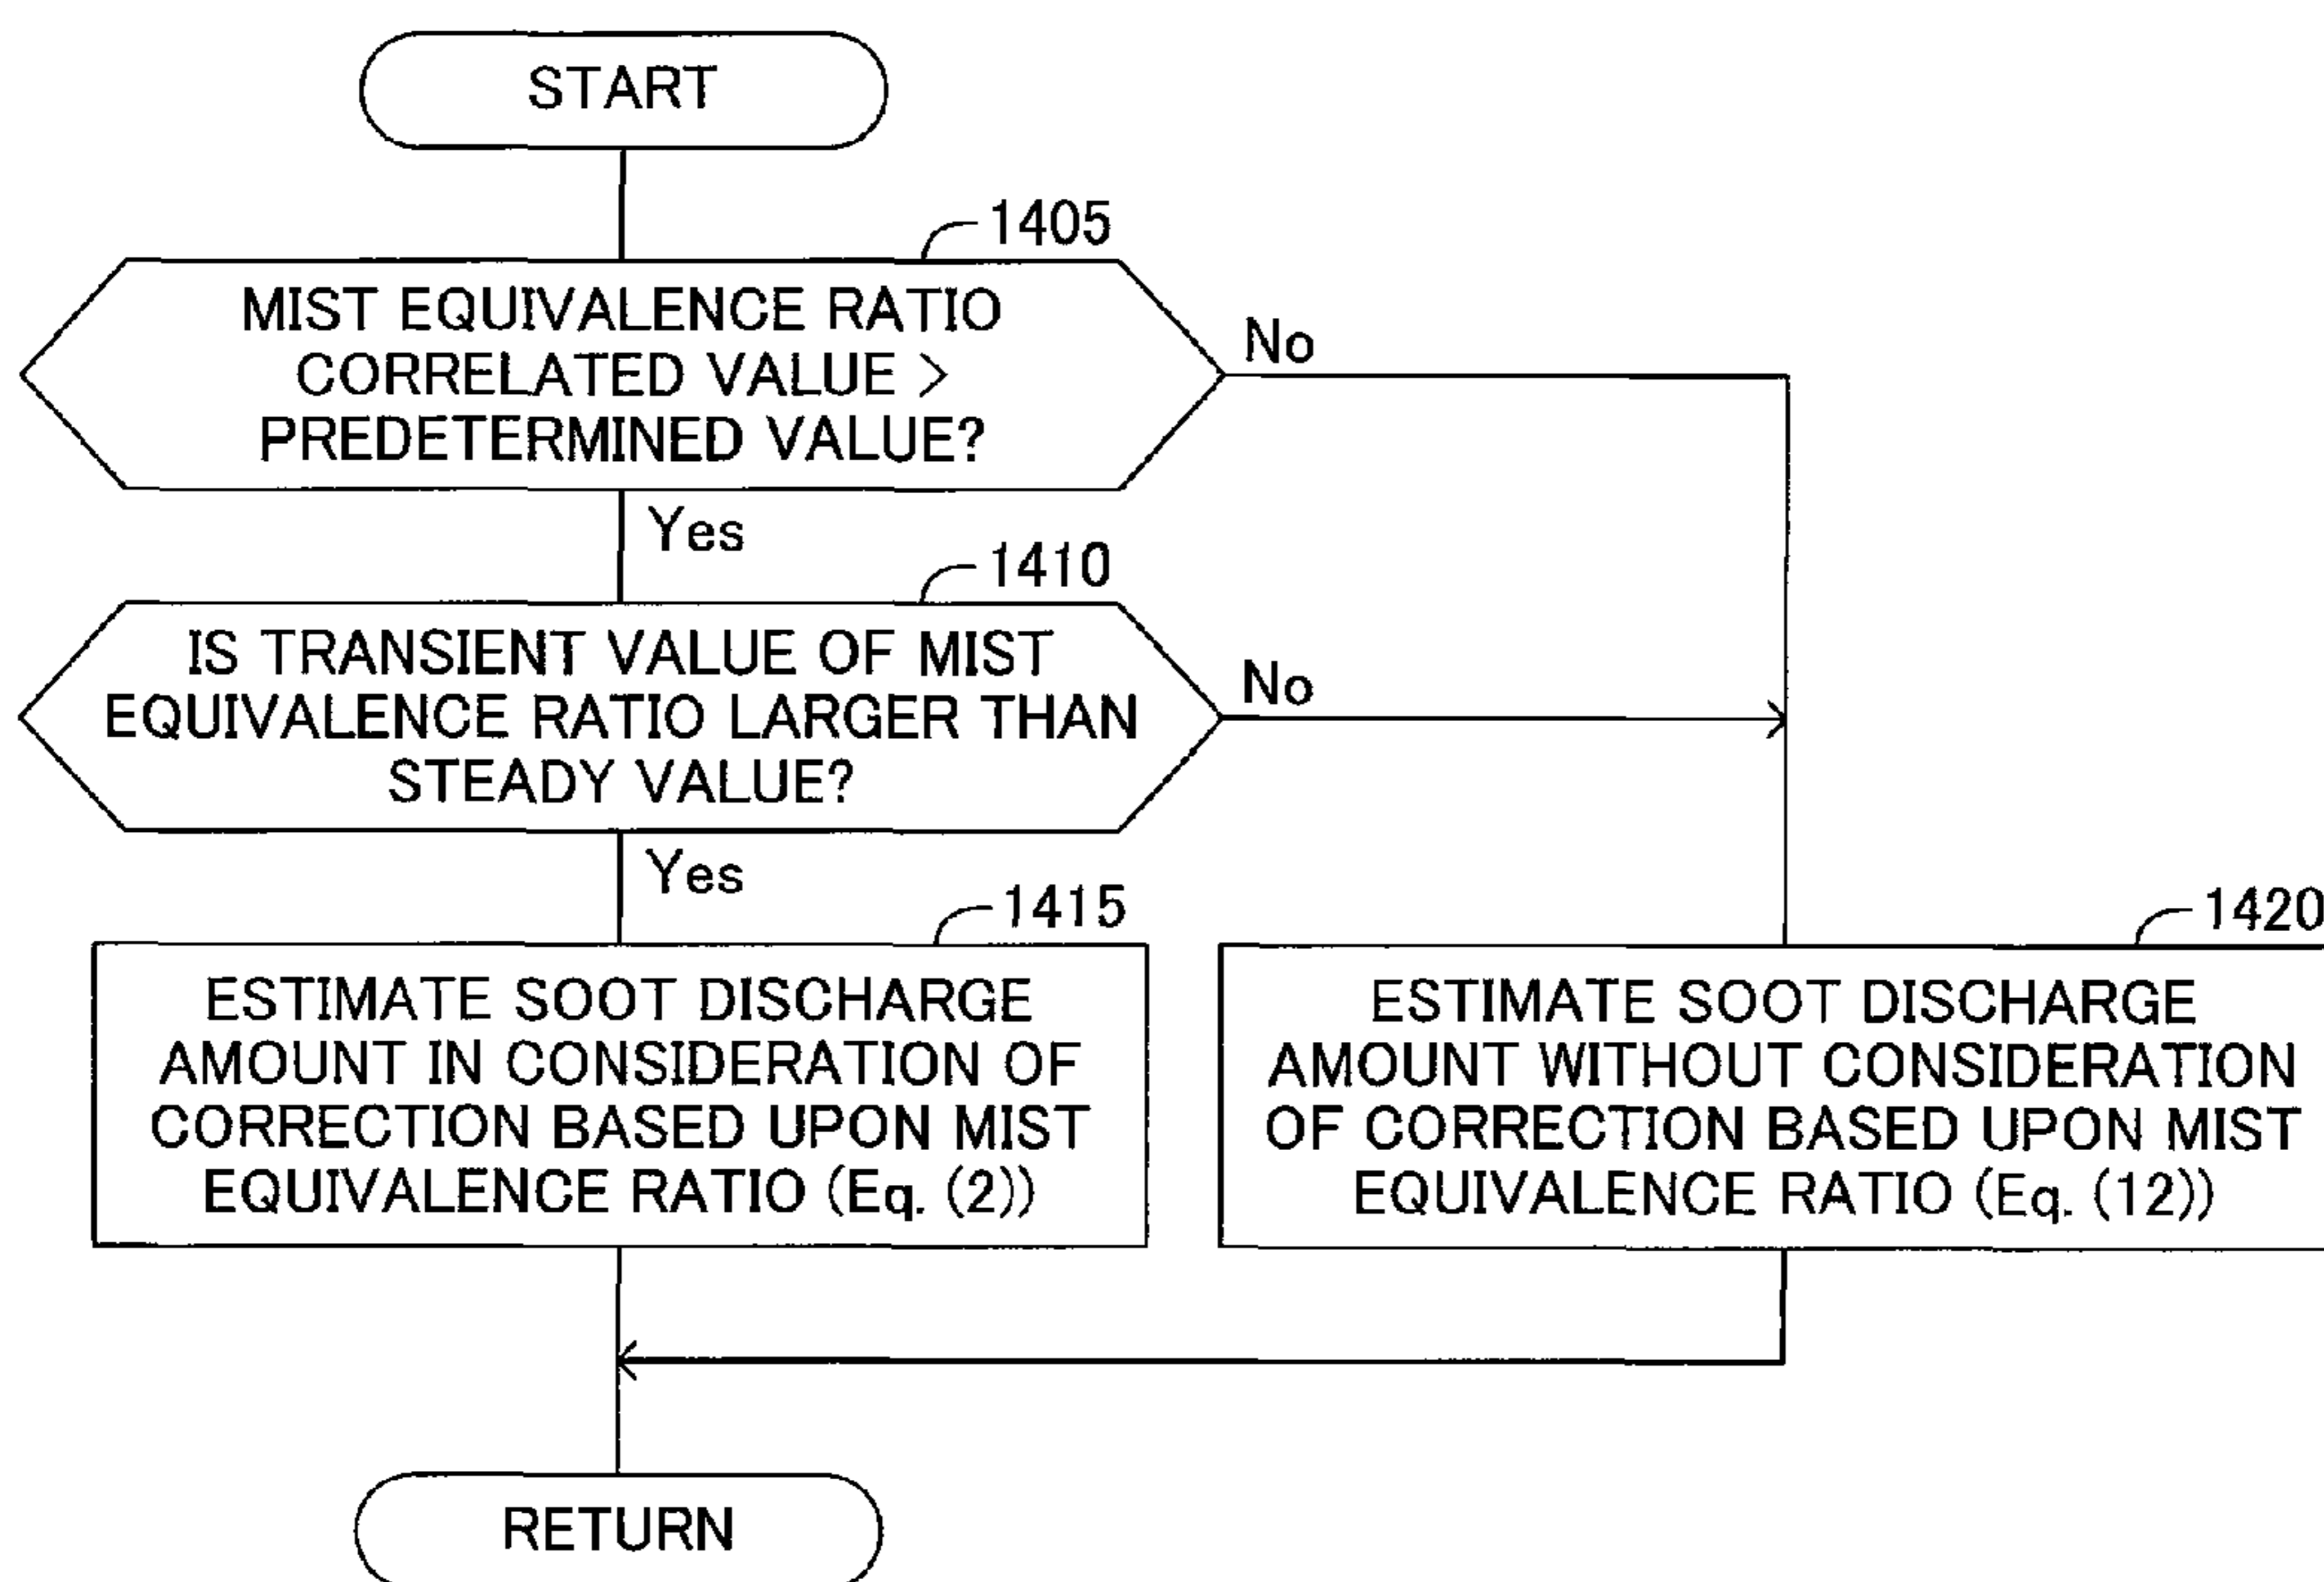 START
1405
MIST EQUIVALENCE RATIO
CORRELATED VALUE >
PREDETERMINED VALUE?
No
Yes
1410
IS TRANSIENT VALUE OF MIST
EQUIVALENCE RATIO LARGER THAN
STEADY VALUE?
No
Yes
1415
ESTIMATE SOOT DISCHARGE
AMOUNT IN CONSIDERATION OF
CORRECTION BASED UPON MIST
EQUIVALENCE RATIO (Eq. (2))
1420
ESTIMATE SOOT DISCHARGE
AMOUNT WITHOUT CONSIDERATION
OF CORRECTION BASED UPON MIST
EQUIVALENCE RATIO (Eq. (12))
RETURN